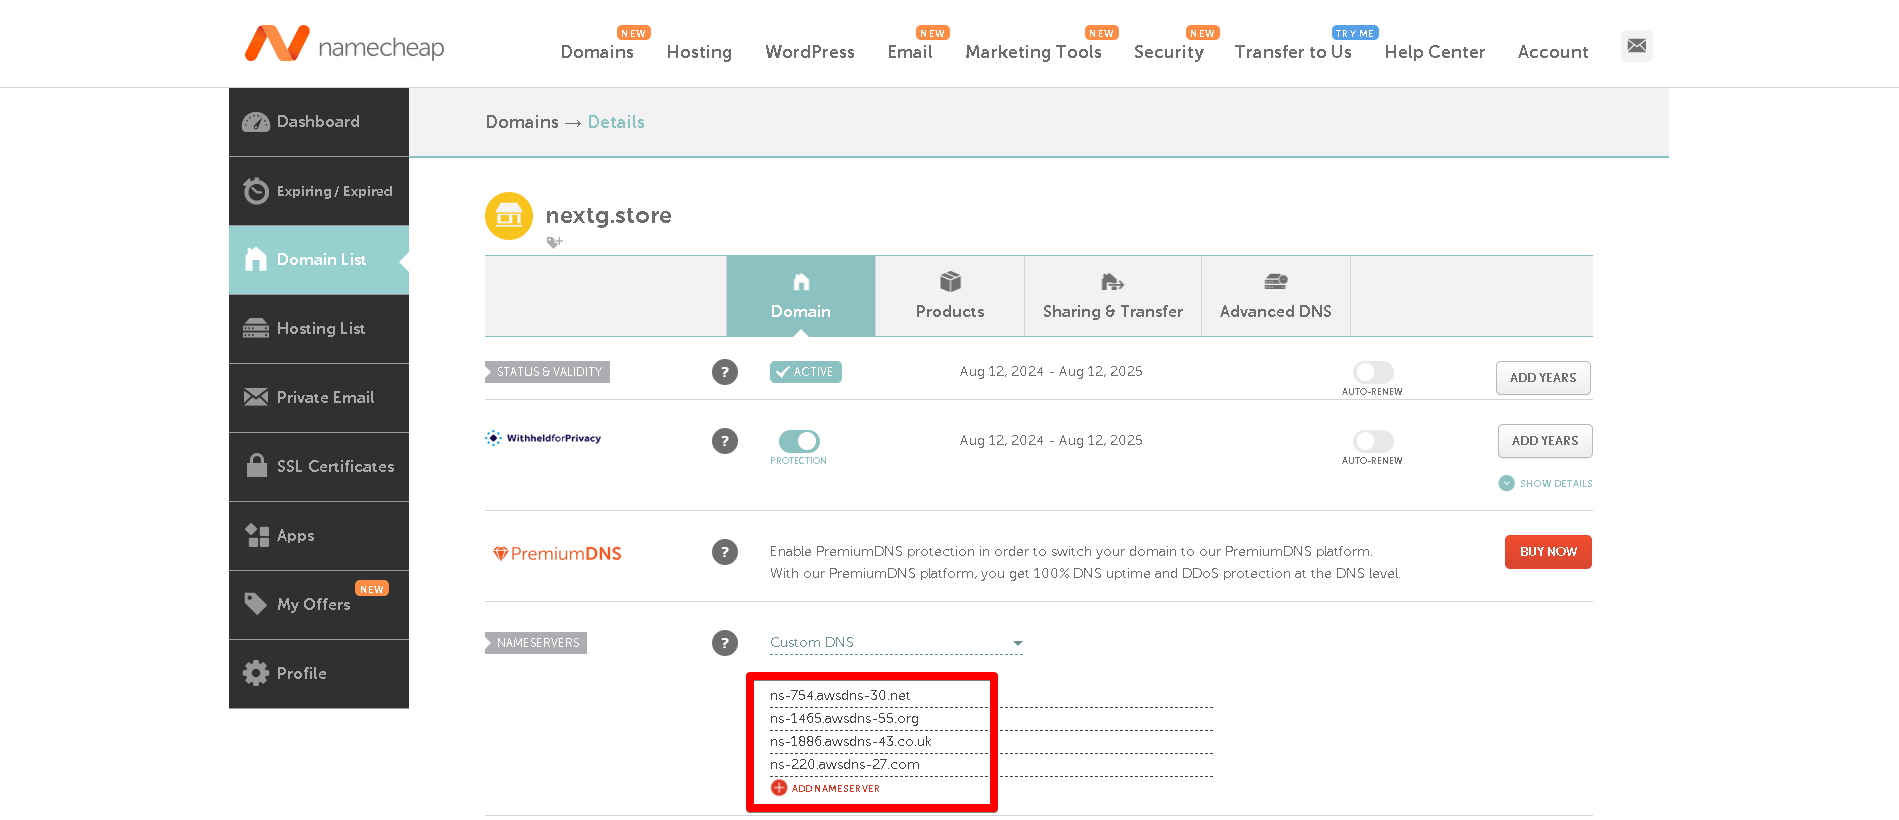 namecheap
NEW NEW NEW NEW TRY ME
Domains Hosting WordPress Email Marketing Tools Security Transfer to Us Help Center Account
Dashboard
Expiring / Expired
Domain List
Hosting List
Private Email
SSL Certificates
Apps
NEW
My Offers
Profile
Domains → Details
nextg.store
Domain Products Sharing & Transfer Advanced DNS
STATUS & VALIDITY ? ACTIVE Aug 12, 2024 - Aug 12, 2025 AUTO-RENEW ADD YEARS
WithheldforPrivacy ? PROTECTION Aug 12, 2024 - Aug 12, 2025 AUTO-RENEW ADD YEARS
SHOW DETAILS
PremiumDNS ? Enable PremiumDNS protection in order to switch your domain to our PremiumDNS platform. BUY NOW
With our PremiumDNS platform, you get 100% DNS uptime and DDoS protection at the DNS level.
NAMESERVERS ? Custom DNS
ns-754.awsdns-30.net
ns-1465.awsdns-55.org
ns-1886.awsdns-43.co.uk
ns-220.awsdns-27.com
ADD NAMESERVER